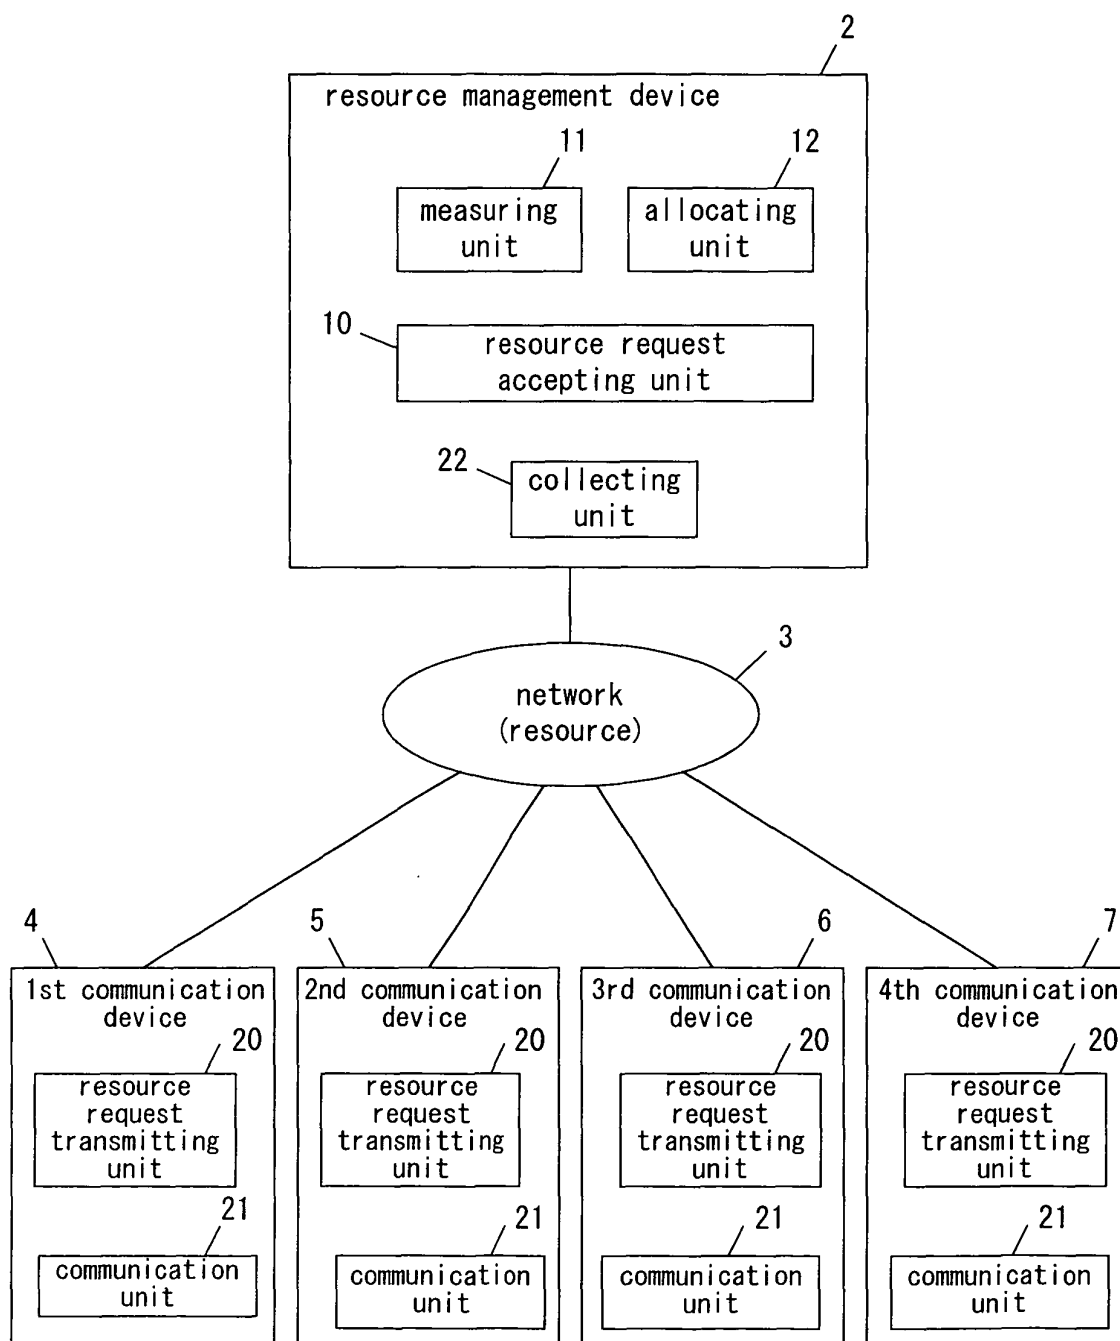 2
resource management device
11
12
measuring
unit
allocating
unit
10
resource request
accepting unit
22
collecting
unit
3
network
(resource)
4
5
6
7
1st communication
device
2nd communication
device
3rd communication
device
4th communication
device
20
20
20
20
resource
request
transmitting
unit
resource
request
transmitting
unit
resource
request
transmitting
unit
resource
request
transmitting
unit
21
21
21
21
communication
unit
communication
unit
communication
unit
communication
unit